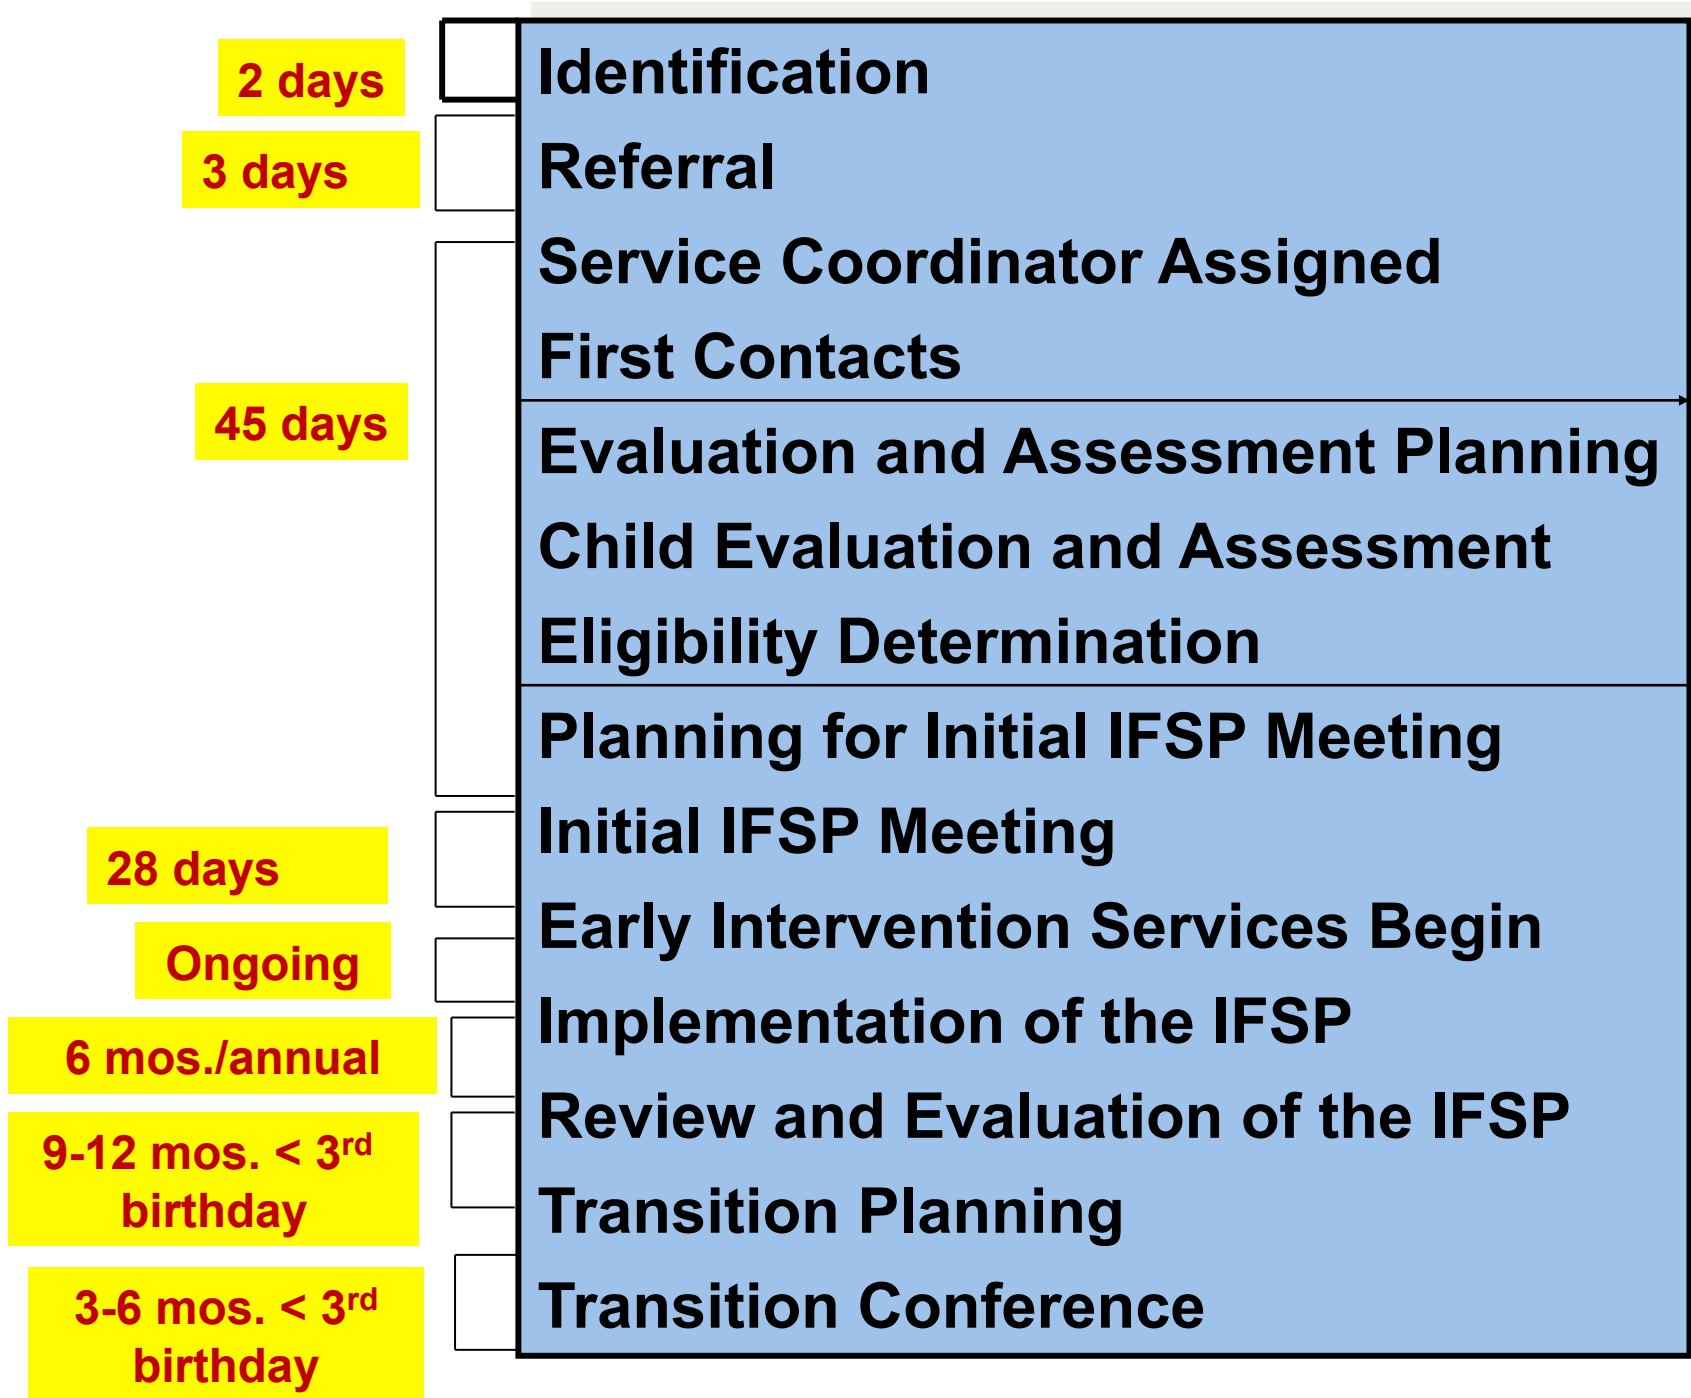 2 days
Identification
3 days
Referral
Service Coordinator Assigned
First Contacts
45 days
Evaluation and Assessment Planning
Child Evaluation and Assessment
Eligibility Determination
Planning for Initial IFSP Meeting
Initial IFSP Meeting
28 days
Early Intervention Services Begin
Ongoing
Implementation of the IFSP
6 mos./annual
Review and Evaluation of the IFSP
9-12 mos. < 3rd
birthday
Transition Planning
3-6 mos. < 3rd
birthday
Transition Conference